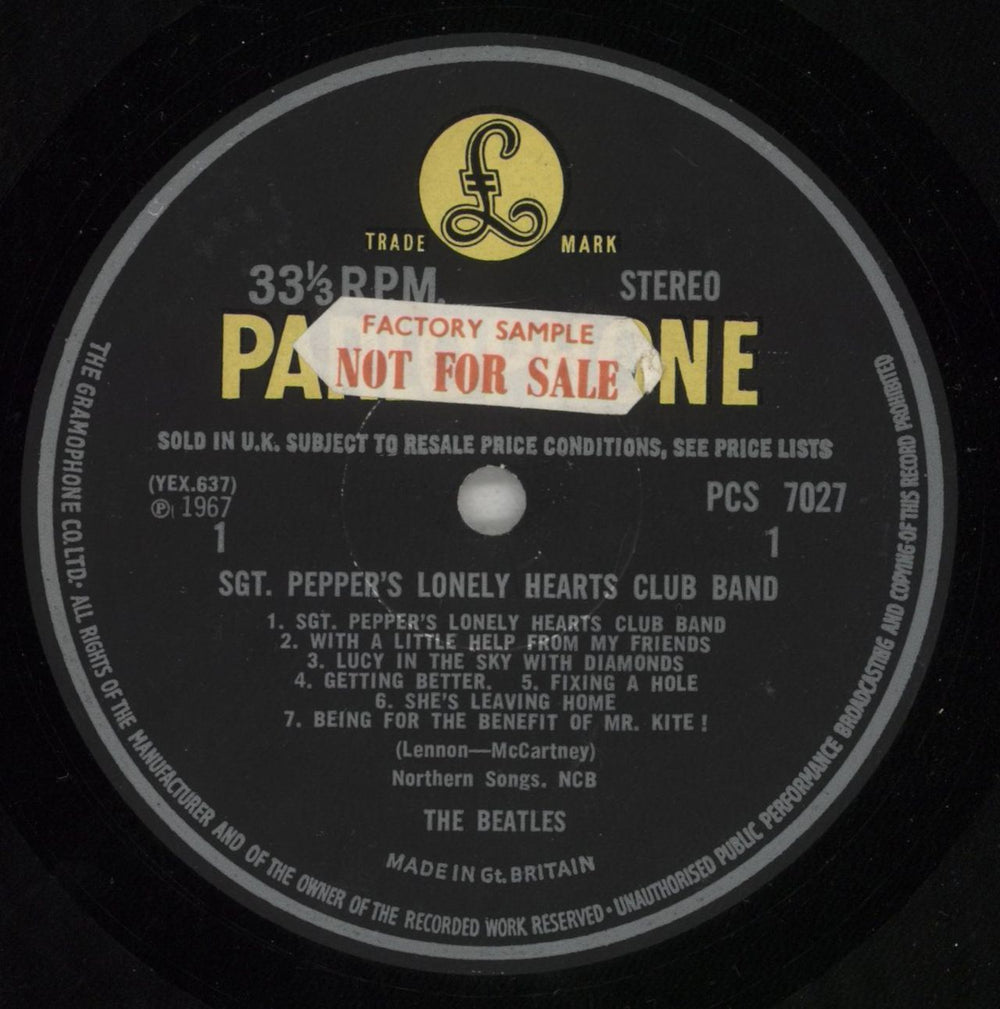 £
TRADE MARK
33⅓ RPM. STEREO
FACTORY SAMPLE
NOT FOR SALE
SOLD IN U.K. SUBJECT TO RESALE PRICE CONDITIONS, SEE PRICE LISTS
(YEX.637)
℗ 1967 PCS 7027
1 1
SGT. PEPPER'S LONELY HEARTS CLUB BAND
1. SGT. PEPPER'S LONELY HEARTS CLUB BAND
2. WITH A LITTLE HELP FROM MY FRIENDS
3. LUCY IN THE SKY WITH DIAMONDS
4. GETTING BETTER. 5. FIXING A HOLE
6. SHE'S LEAVING HOME
7. BEING FOR THE BENEFIT OF MR. KITE !
(Lennon—McCartney)
Northern Songs. NCB
THE BEATLES
MADE IN Gt. BRITAIN
THE GRAMOPHONE CO. LTD. · ALL RIGHTS OF THE MANUFACTURER AND OF THE OWNER OF THE RECORDED WORK RESERVED · UNAUTHORISED PUBLIC PERFORMANCE BROADCASTING AND COPYING OF THIS RECORD PROHIBITED